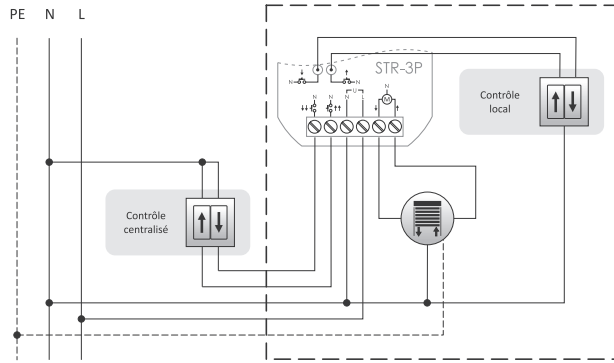 PE N L
STR-3P
N
N
N N N L
U
N
M
Contrôle
local
Contrôle
centralisé